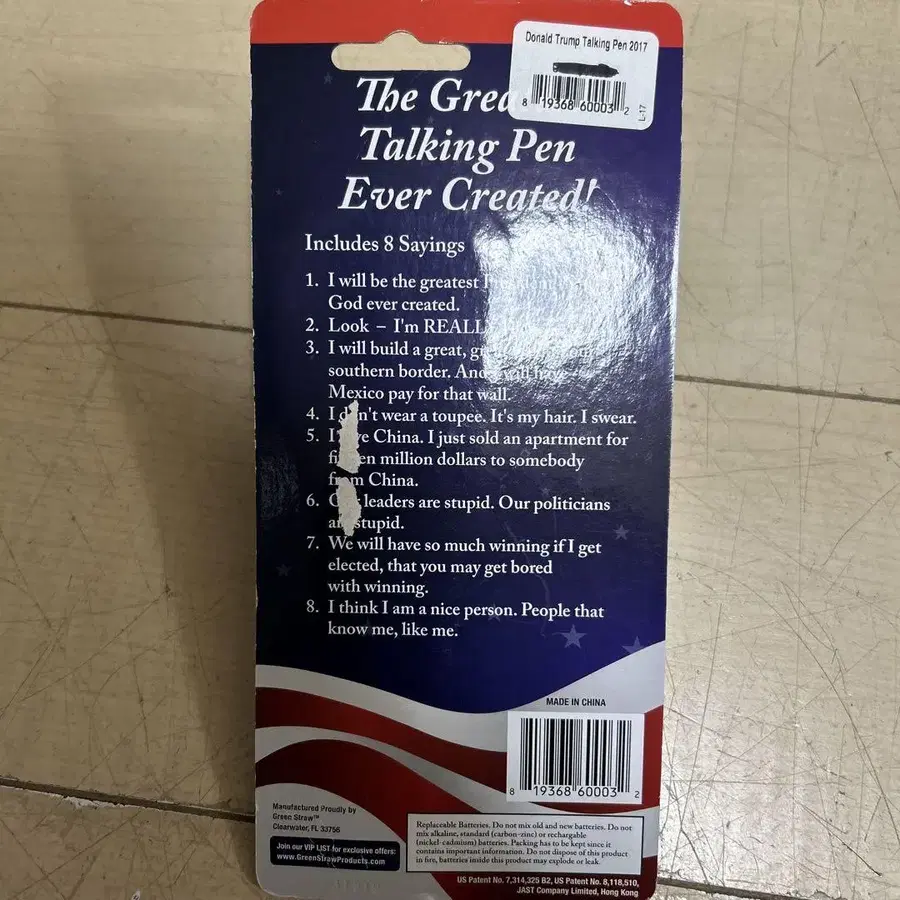 Donald Trump Talking Pen 2017
8 19368 60003 2
L-17
The Grea
Talking Pen
Ever Created!
Includes 8 Sayings
1. I will be the greatest
God ever created.
2. Look – I'm REALLY
3. I will build a great,
southern border. And I will have
Mexico pay for that wall.
4. I don't wear a toupee. It's my hair. I swear.
5. I love China. I just sold an apartment for
fifteen million dollars to somebody
from China.
6. Our leaders are stupid. Our politicians
are stupid.
7. We will have so much winning if I get
elected, that you may get bored
with winning.
8. I think I am a nice person. People that
know me, like me.
MADE IN CHINA
8 19368 60003 2
Manufactured Proudly by
Green Straw™
Clearwater, FL 33756
Join our VIP LIST for exclusive offers:
www.GreenStrawProducts.com
Replaceable Batteries. Do not mix old and new batteries. Do not
mix alkaline, standard (carbon-zinc) or rechargable
(nickel-cadmium) batteries. Packing has to be kept since it
contains important information. Do not dispose of this product
in fire, batteries inside this product may explode or leak.
US Patent No. 7,314,325 B2, US Patent No. 8,118,510,
JAST Company Limited, Hong Kong